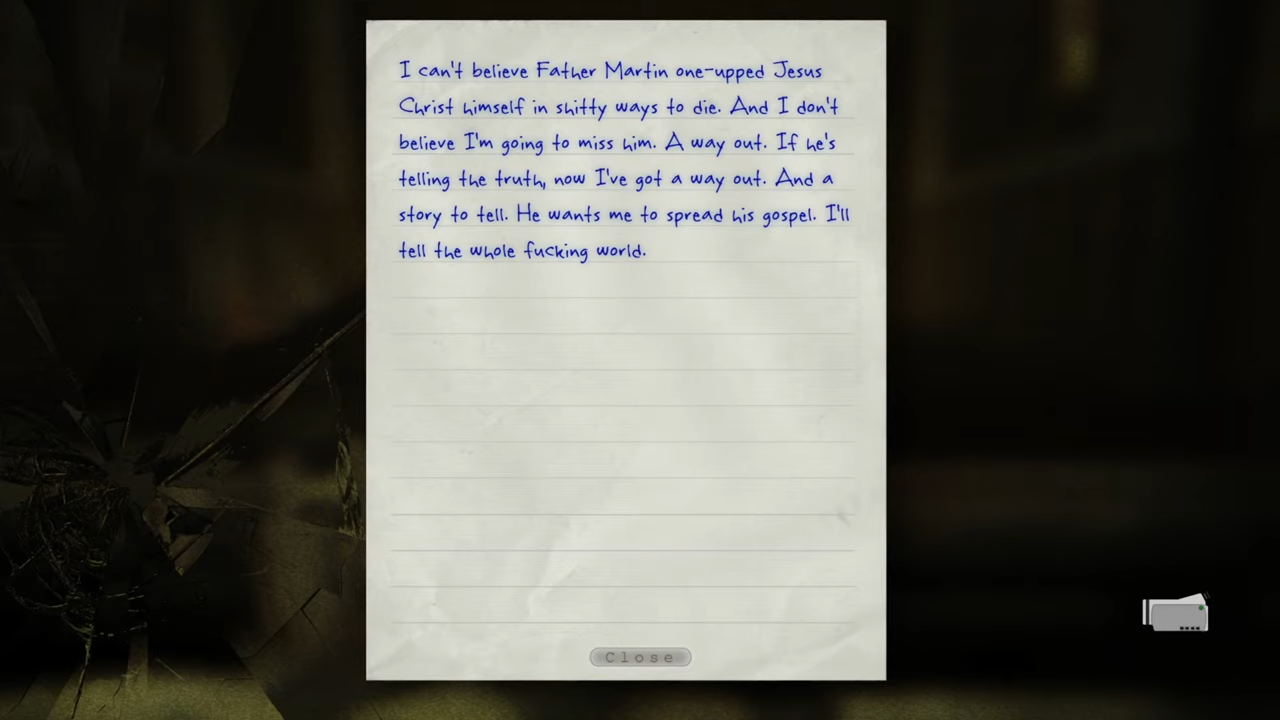 I can't believe Father Martin one-upped Jesus
Christ himself in shitty ways to die. And I don't
believe I'm going to miss him. A way out. If he's
telling the truth, now I've got a way out. And a
story to tell. He wants me to spread his gospel. I'll
tell the whole fucking world.
Close